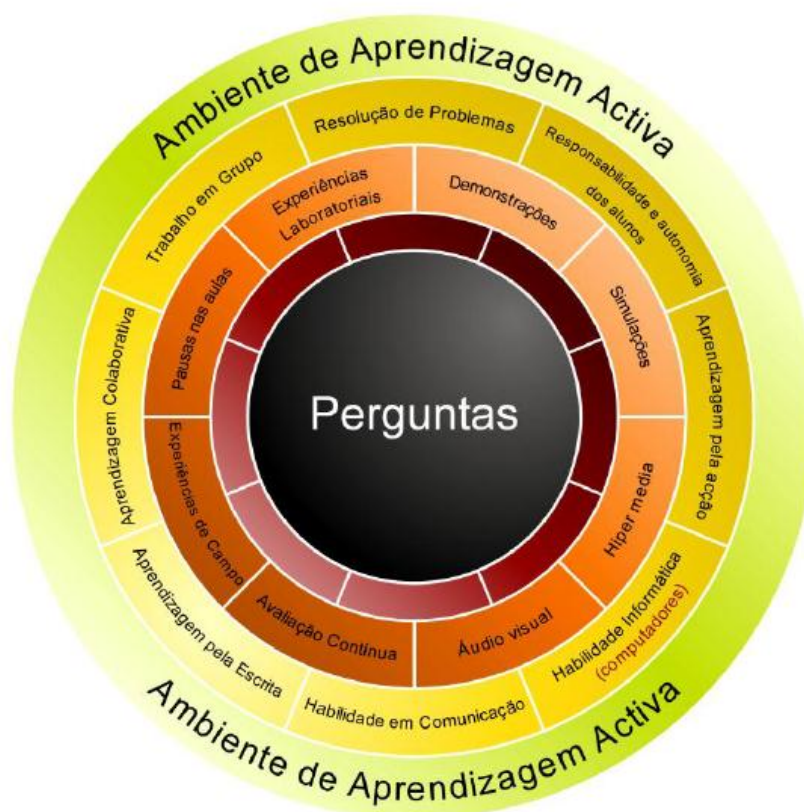 Ambiente de Aprendizagem Activa
Resolução de Problemas
Responsabilidade e autonomia
dos alunos
Aprendizagem pela acção
Habilidade Informática
(computadores)
Habilidade em Comunicação
Aprendizagem pela Escrita
Aprendizagem Colaborativa
Trabalho em Grupo
Experiências
Laboratoriais
Demonstrações
Simulações
Hiper media
Áudio visual
Avaliação Contínua
Experiências de Campo
Pausas nas aulas
Perguntas
Ambiente de Aprendizagem Activa